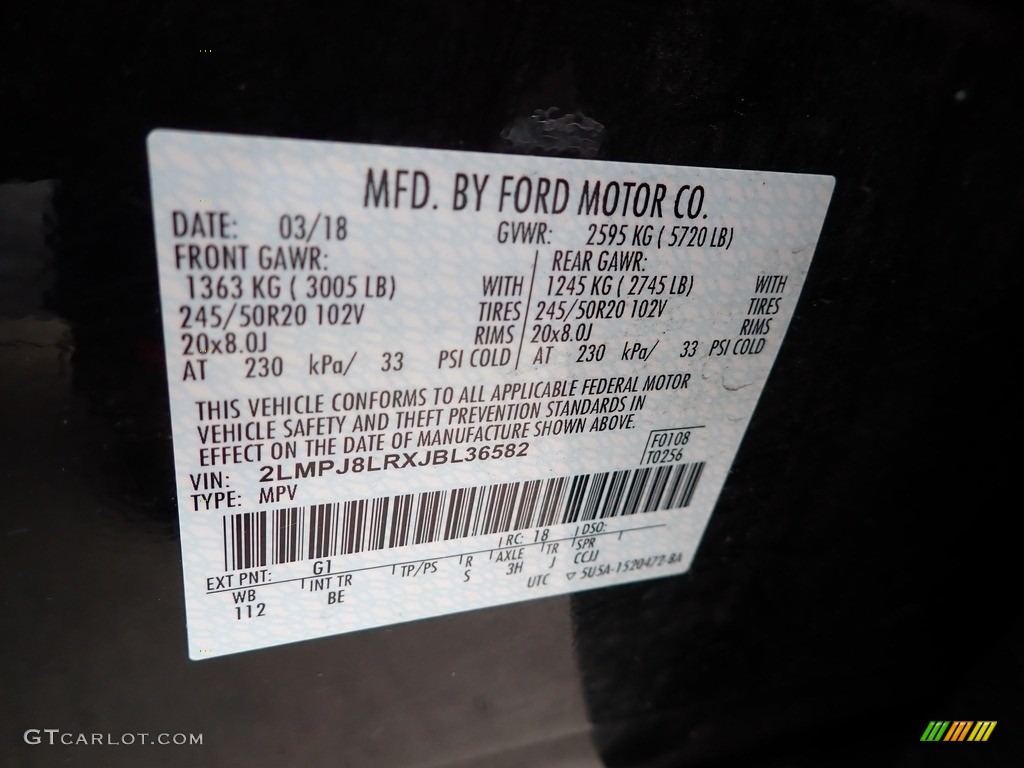 MFD. BY FORD MOTOR CO.
DATE: 03/18 GVWR: 2595 KG ( 5720 LB)
FRONT GAWR: REAR GAWR:
1363 KG ( 3005 LB) WITH 1245 KG ( 2745 LB) WITH
245/50R20 102V TIRES 245/50R20 102V TIRES
20x8.0J RIMS 20x8.0J RIMS
AT 230 kPa/ 33 PSI COLD AT 230 kPa/ 33 PSI COLD
THIS VEHICLE CONFORMS TO ALL APPLICABLE FEDERAL MOTOR
VEHICLE SAFETY AND THEFT PREVENTION STANDARDS IN
EFFECT ON THE DATE OF MANUFACTURE SHOWN ABOVE.
F0108
VIN: 2LMPJ8LRXJBL36582 T0256
TYPE: MPV
EXT PNT: G1 RC: 18 DSO:
WB INT TR TP/PS R AXLE TR SPR
112 BE S 3H J CCJJ
UTC ▽ 5U5A-1520472-BA
GTCARLOT.COM